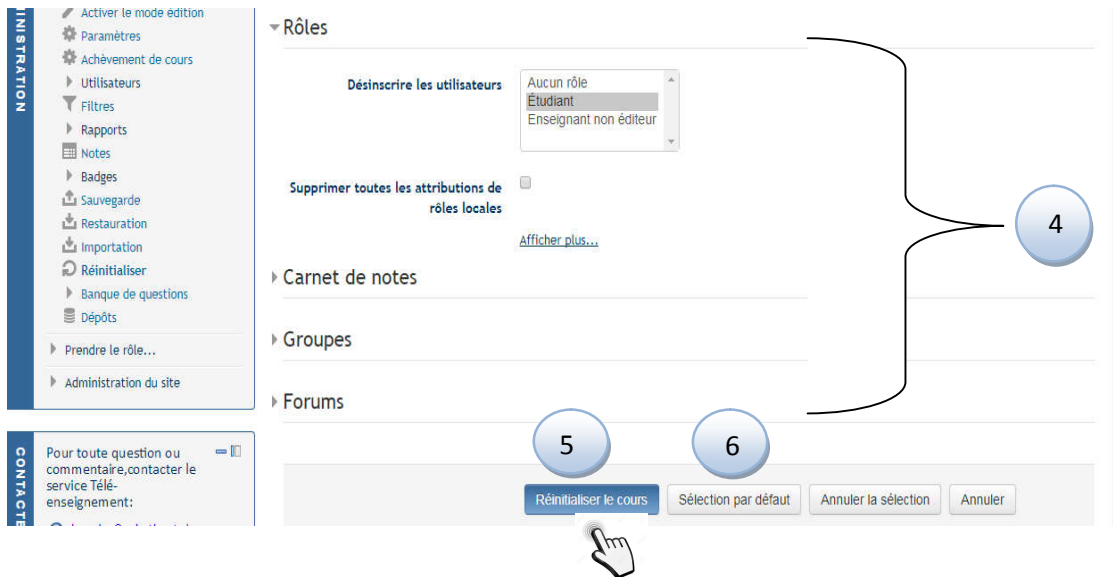 INISTRATION
Activer le mode édition
Paramètres
Achèvement de cours
Utilisateurs
Filtres
Rapports
Notes
Badges
Sauvegarde
Restauration
Importation
Réinitialiser
Banque de questions
Dépôts
Prendre le rôle...
Administration du site
CONTACTE
Pour toute question ou
commentaire,contacter le
service Télé-
enseignement:
Rôles
Désinscrire les utilisateurs
Aucun rôle
Étudiant
Enseignant non éditeur
Supprimer toutes les attributions de
rôles locales
Afficher plus...
Carnet de notes
Groupes
Forums
4
5
6
Réinitialiser le cours
Sélection par défaut
Annuler la sélection
Annuler